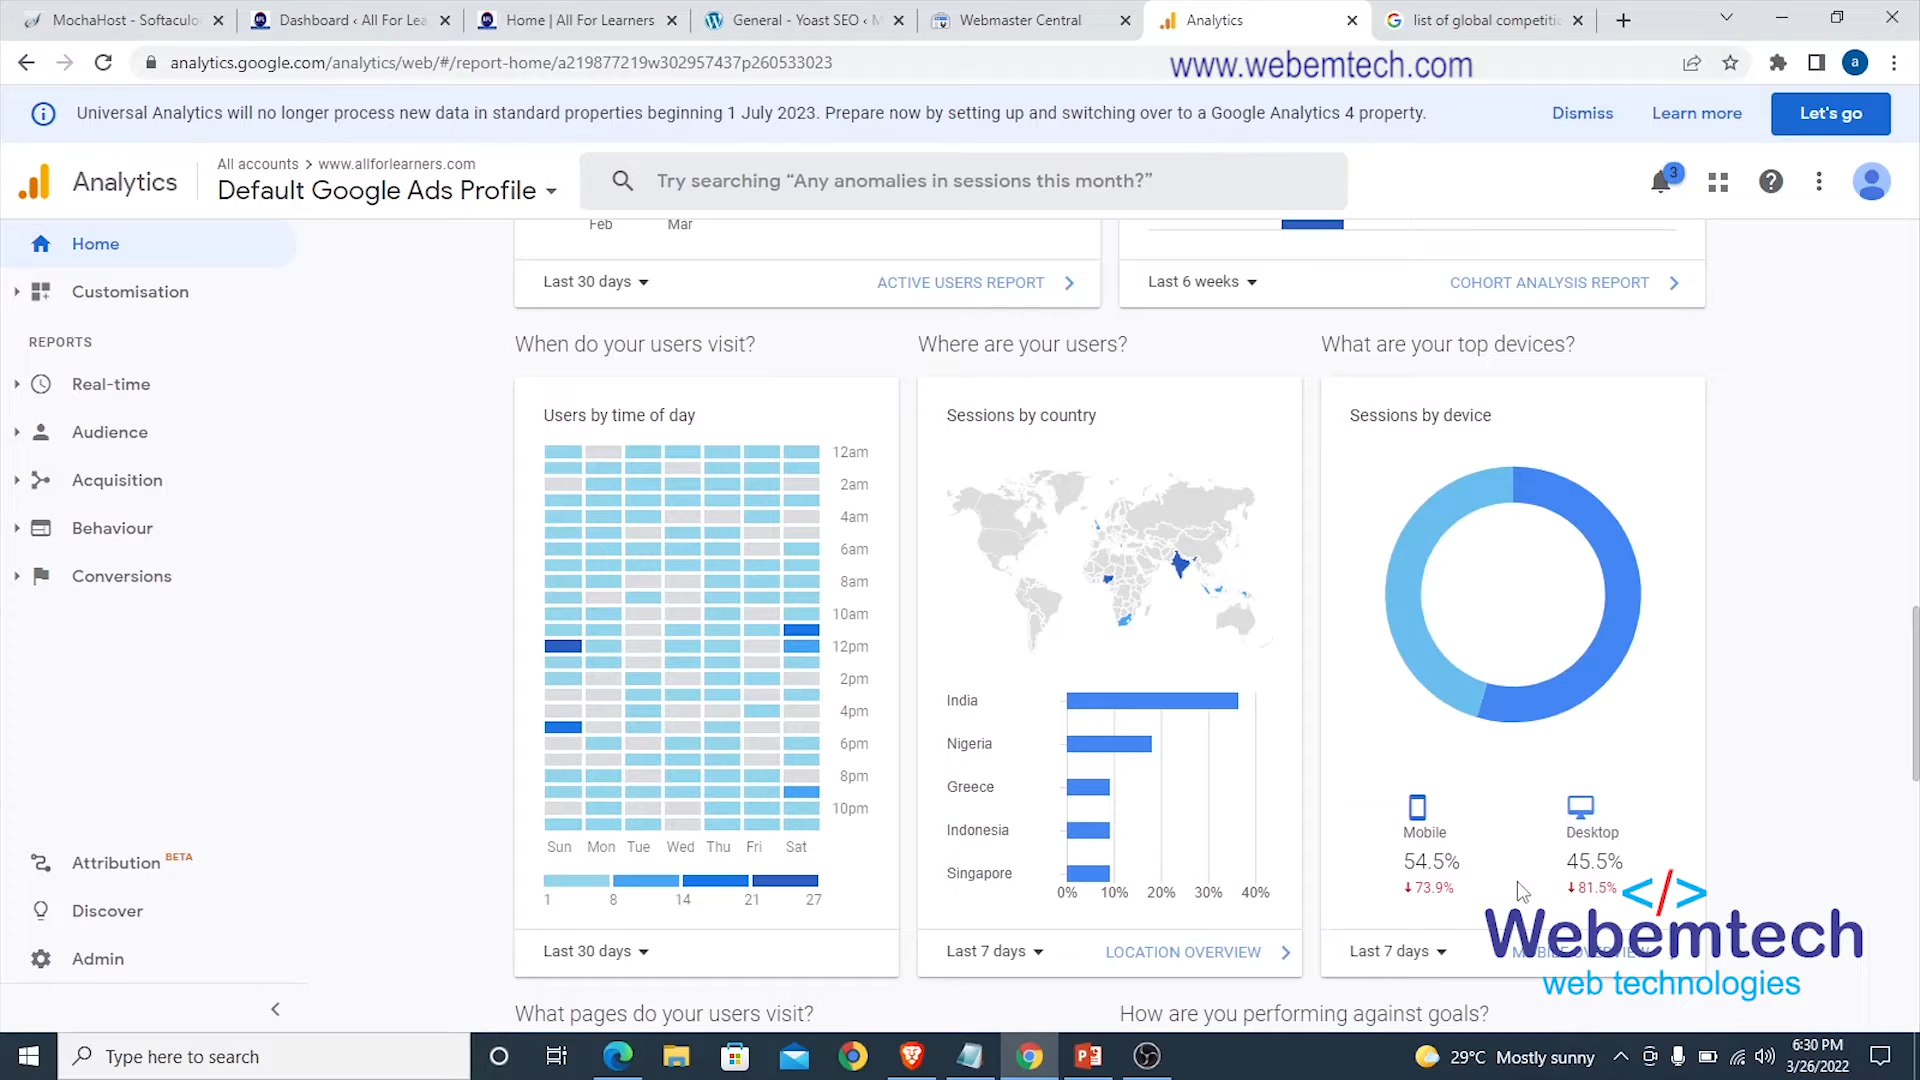 MochaHost - Softaculo
Dashboard ‹ All For Lea
Home | All For Learners
General - Yoast SEO ‹ M
Webmaster Central
Analytics
list of global competitio
analytics.google.com/analytics/web/#/report-home/a219877219w302957437p260533023
www.webemtech.com
a
Universal Analytics will no longer process new data in standard properties beginning 1 July 2023. Prepare now by setting up and switching over to a Google Analytics 4 property.
Dismiss
Learn more
Let's go
Analytics
All accounts > www.allforlearners.com
Default Google Ads Profile
Try searching “Any anomalies in sessions this month?”
3
Home
Customisation
REPORTS
Real-time
Audience
Acquisition
Behaviour
Conversions
Attribution BETA
Discover
Admin
Feb
Mar
Last 30 days
ACTIVE USERS REPORT
Last 6 weeks
COHORT ANALYSIS REPORT
When do your users visit?
Users by time of day
12am
2am
4am
6am
8am
10am
12pm
2pm
4pm
6pm
8pm
10pm
Sun Mon Tue Wed Thu Fri Sat
1 8 14 21 27
Last 30 days
Where are your users?
Sessions by country
India
Nigeria
Greece
Indonesia
Singapore
0% 10% 20% 30% 40%
Last 7 days
LOCATION OVERVIEW
What are your top devices?
Sessions by device
Mobile
54.5%
73.9%
Desktop
45.5%
81.5%
Last 7 days
MOBILE OVERVIEW
</>
Webemtech
web technologies
What pages do your users visit?
How are you performing against goals?
Type here to search
29°C Mostly sunny
6:30 PM
3/26/2022